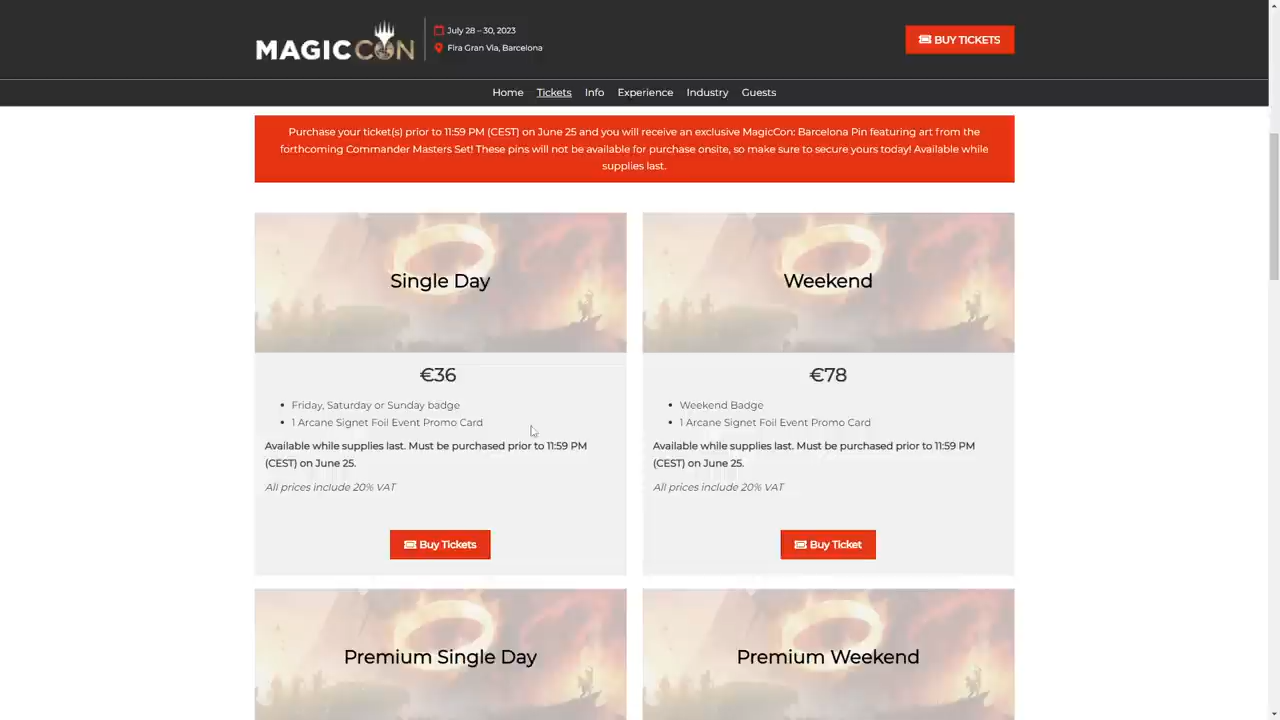 MAGICCON
July 28 – 30, 2023
Fira Gran Via, Barcelona
BUY TICKETS
Home Tickets Info Experience Industry Guests
Purchase your ticket(s) prior to 11:59 PM (CEST) on June 25 and you will receive an exclusive MagicCon: Barcelona Pin featuring art from the
forthcoming Commander Masters Set! These pins will not be available for purchase onsite, so make sure to secure yours today! Available while
supplies last.
Single Day
€36
• Friday, Saturday or Sunday badge
• 1 Arcane Signet Foil Event Promo Card
Available while supplies last. Must be purchased prior to 11:59 PM
(CEST) on June 25.
All prices include 20% VAT
Buy Tickets
Weekend
€78
• Weekend Badge
• 1 Arcane Signet Foil Event Promo Card
Available while supplies last. Must be purchased prior to 11:59 PM
(CEST) on June 25.
All prices include 20% VAT
Buy Ticket
Premium Single Day
Premium Weekend